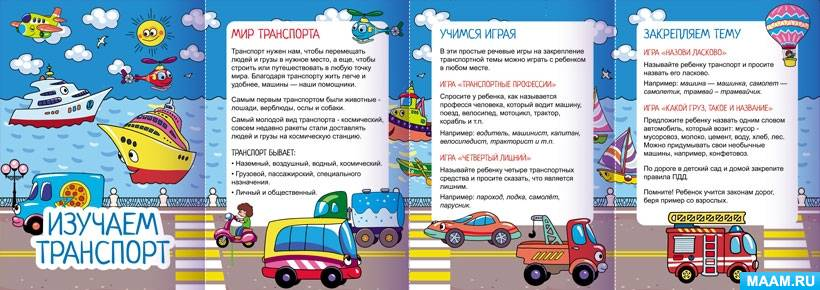 ИЗУЧАЕМ
ТРАНСПОРТ
МИР ТРАНСПОРТА
Транспорт нужен нам, чтобы перемещать
людей и грузы в нужное место, а еще, чтобы
строить или путешествовать в любую точку
мира. Благодаря транспорту жить легче и
удобнее, машины — наши помощники.
Самым первым транспортом были животные -
лошади, верблюды, ослы и собаки.
Самый молодой вид транспорта - космический,
совсем недавно ракеты стали доставлять
людей и грузы на космическую станцию.
ТРАНСПОРТ БЫВАЕТ:
• Наземный, воздушный, водный, космический.
• Грузовой, пассажирский, специального
назначения.
• Личный и общественный.
УЧИМСЯ ИГРАЯ
В эти простые речевые игры на закрепление
транспортной темы можно играть с ребенком
в любом месте.
ИГРА «ТРАНСПОРТНЫЕ ПРОФЕССИИ»
Спросите у ребенка, как называется
професся человека, который водит машину,
поезд, велосипед, мотоцикл, трактор,
корабль и т.п.
Например: водитель, машинист, капитан,
велосипедист, тракторист и т.п.
ИГРА «ЧЕТВЕРТЫЙ ЛИШНИЙ»
Называйте ребенку четыре транспортных
средства и просите сказать, что является
лишним.
Например: пароход, лодка, самолёт,
парусник.
ЗАКРЕПЛЯЕМ ТЕМУ
ИГРА «НАЗОВИ ЛАСКОВО»
Называйте ребенку транспорт и просите
назвать его ласково.
Например: машина — машинка, самолет —
самолетик, трамвай – трамвайчик.
ИГРА «КАКОЙ ГРУЗ, ТАКОЕ И НАЗВАНИЕ»
Предложите ребенку назвать одним словом
автомобиль, который возит: мусор -
мусоровоз, молоко, цемент, воду, хлеб, лес.
Можно придумывать свои необычные
машины, например, конфетовоз.
По дороге в детский сад и домой закрепите
правила ПДД
Помните! Ребенок учится законам дорог,
беря пример со взрослых.
MAAM.RU